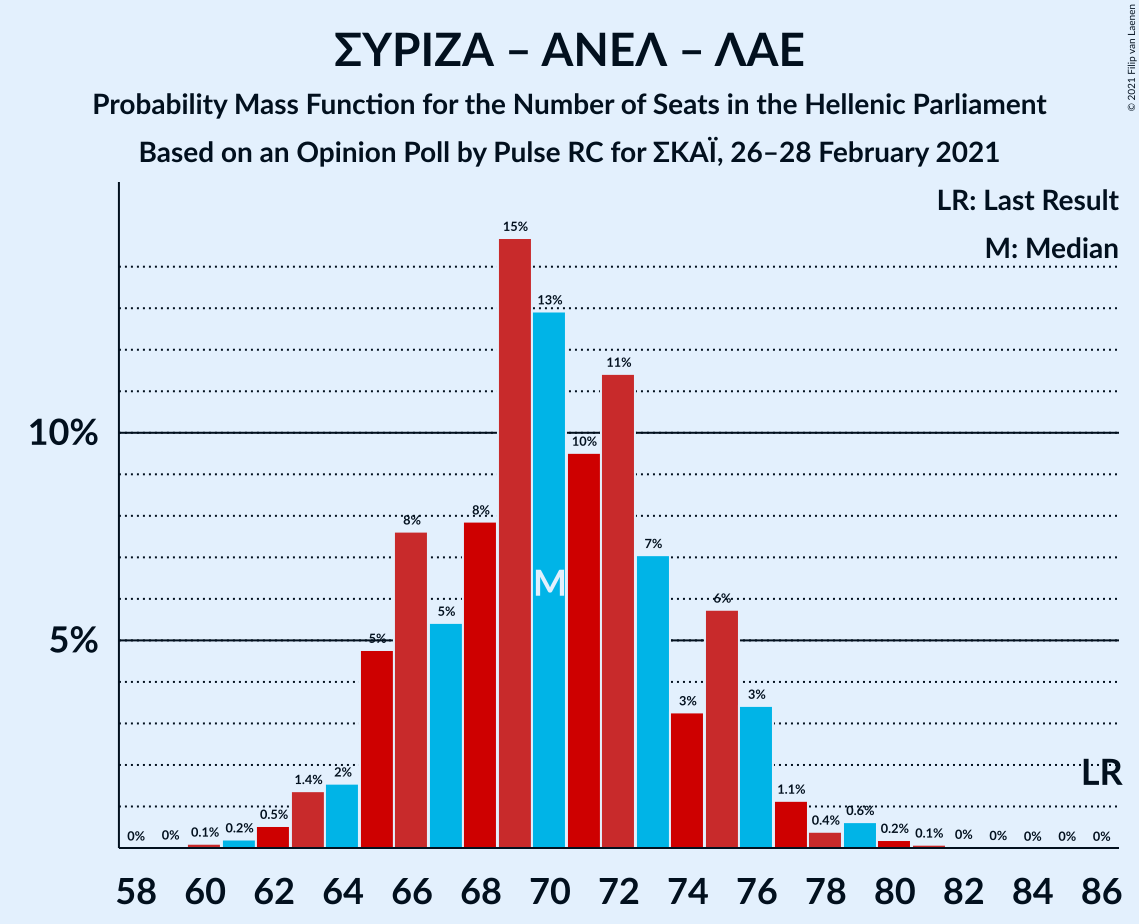 ΣΥΡΙΖΑ – ΑΝΕΛ – ΛΑΕ
Probability Mass Function for the Number of Seats in the Hellenic Parliament
Based on an Opinion Poll by Pulse RC for ΣΚΑΪ, 26–28 February 2021
© 2021 Filip van Laenen
LR: Last Result
M: Median
10%
5%
0% 0% 0.1% 0.2% 0.5% 1.4% 2% 5% 8% 5% 8% 15% 13% 10% 11% 7% 3% 6% 3% 1.1% 0.4% 0.6% 0.2% 0.1% 0% 0% 0% 0% 0%
M
LR
58 60 62 64 66 68 70 72 74 76 78 80 82 84 86